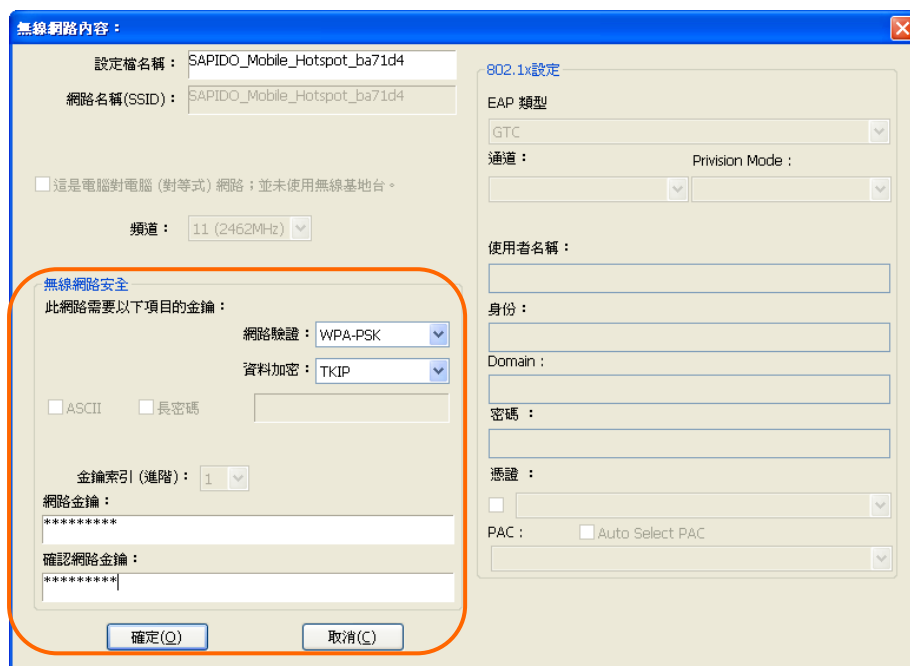 無線網路內容：
設定檔名稱： SAPIDO_Mobile_Hotspot_ba71d4
網路名稱(SSID)： SAPIDO_Mobile_Hotspot_ba71d4
這是電腦對電腦 (對等式) 網路；並未使用無線基地台。
頻道： 11 (2462MHz)
無線網路安全
此網路需要以下項目的金鑰：
網路驗證： WPA-PSK
資料加密： TKIP
ASCII 長密碼
金鑰索引 (進階)： 1
網路金鑰：
*********
確認網路金鑰：
*********
確定(O) 取消(C)
802.1x設定
EAP 類型
GTC
通道： Privision Mode :
使用者名稱：
身份：
Domain :
密碼 ：
憑證 ：
PAC : Auto Select PAC